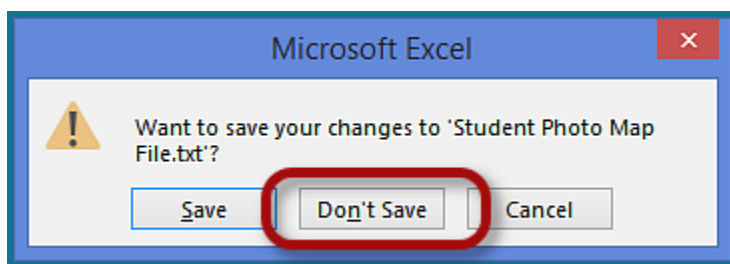 Microsoft Excel
Want to save your changes to 'Student Photo Map
File.txt'?
Save
Don't Save
Cancel